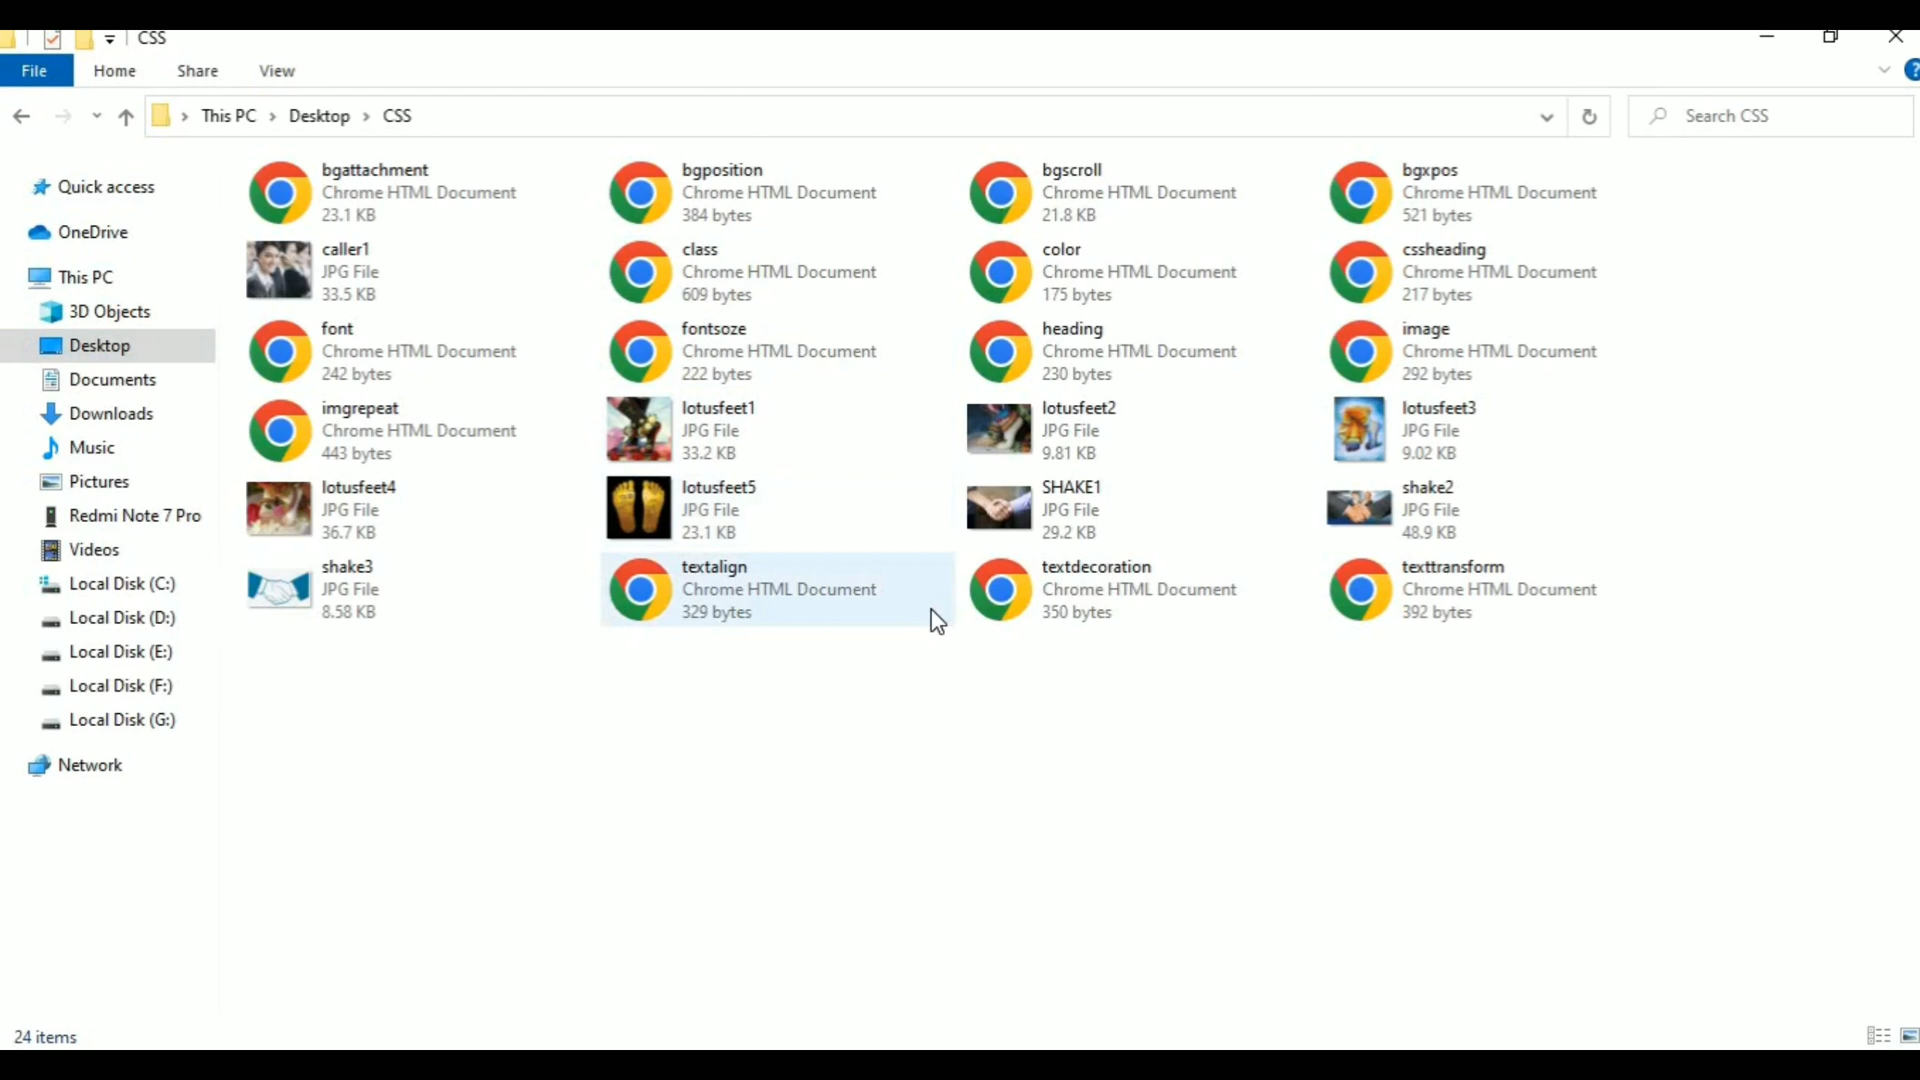 CSS
File Home Share View
This PC Desktop CSS
Search CSS
Quick access
OneDrive
This PC
3D Objects
Desktop
Documents
Downloads
Music
Pictures
Redmi Note 7 Pro
Videos
Local Disk (C:)
Local Disk (D:)
Local Disk (E:)
Local Disk (F:)
Local Disk (G:)
Network
bgattachment
Chrome HTML Document
23.1 KB
bgposition
Chrome HTML Document
384 bytes
bgscroll
Chrome HTML Document
21.8 KB
bgxpos
Chrome HTML Document
521 bytes
caller1
JPG File
33.5 KB
class
Chrome HTML Document
609 bytes
color
Chrome HTML Document
175 bytes
cssheading
Chrome HTML Document
217 bytes
font
Chrome HTML Document
242 bytes
fontsoze
Chrome HTML Document
222 bytes
heading
Chrome HTML Document
230 bytes
image
Chrome HTML Document
292 bytes
imgrepeat
Chrome HTML Document
443 bytes
lotusfeet1
JPG File
33.2 KB
lotusfeet2
JPG File
9.81 KB
lotusfeet3
JPG File
9.02 KB
lotusfeet4
JPG File
36.7 KB
lotusfeet5
JPG File
23.1 KB
SHAKE1
JPG File
29.2 KB
shake2
JPG File
48.9 KB
shake3
JPG File
8.58 KB
textalign
Chrome HTML Document
329 bytes
textdecoration
Chrome HTML Document
350 bytes
texttransform
Chrome HTML Document
392 bytes
24 items